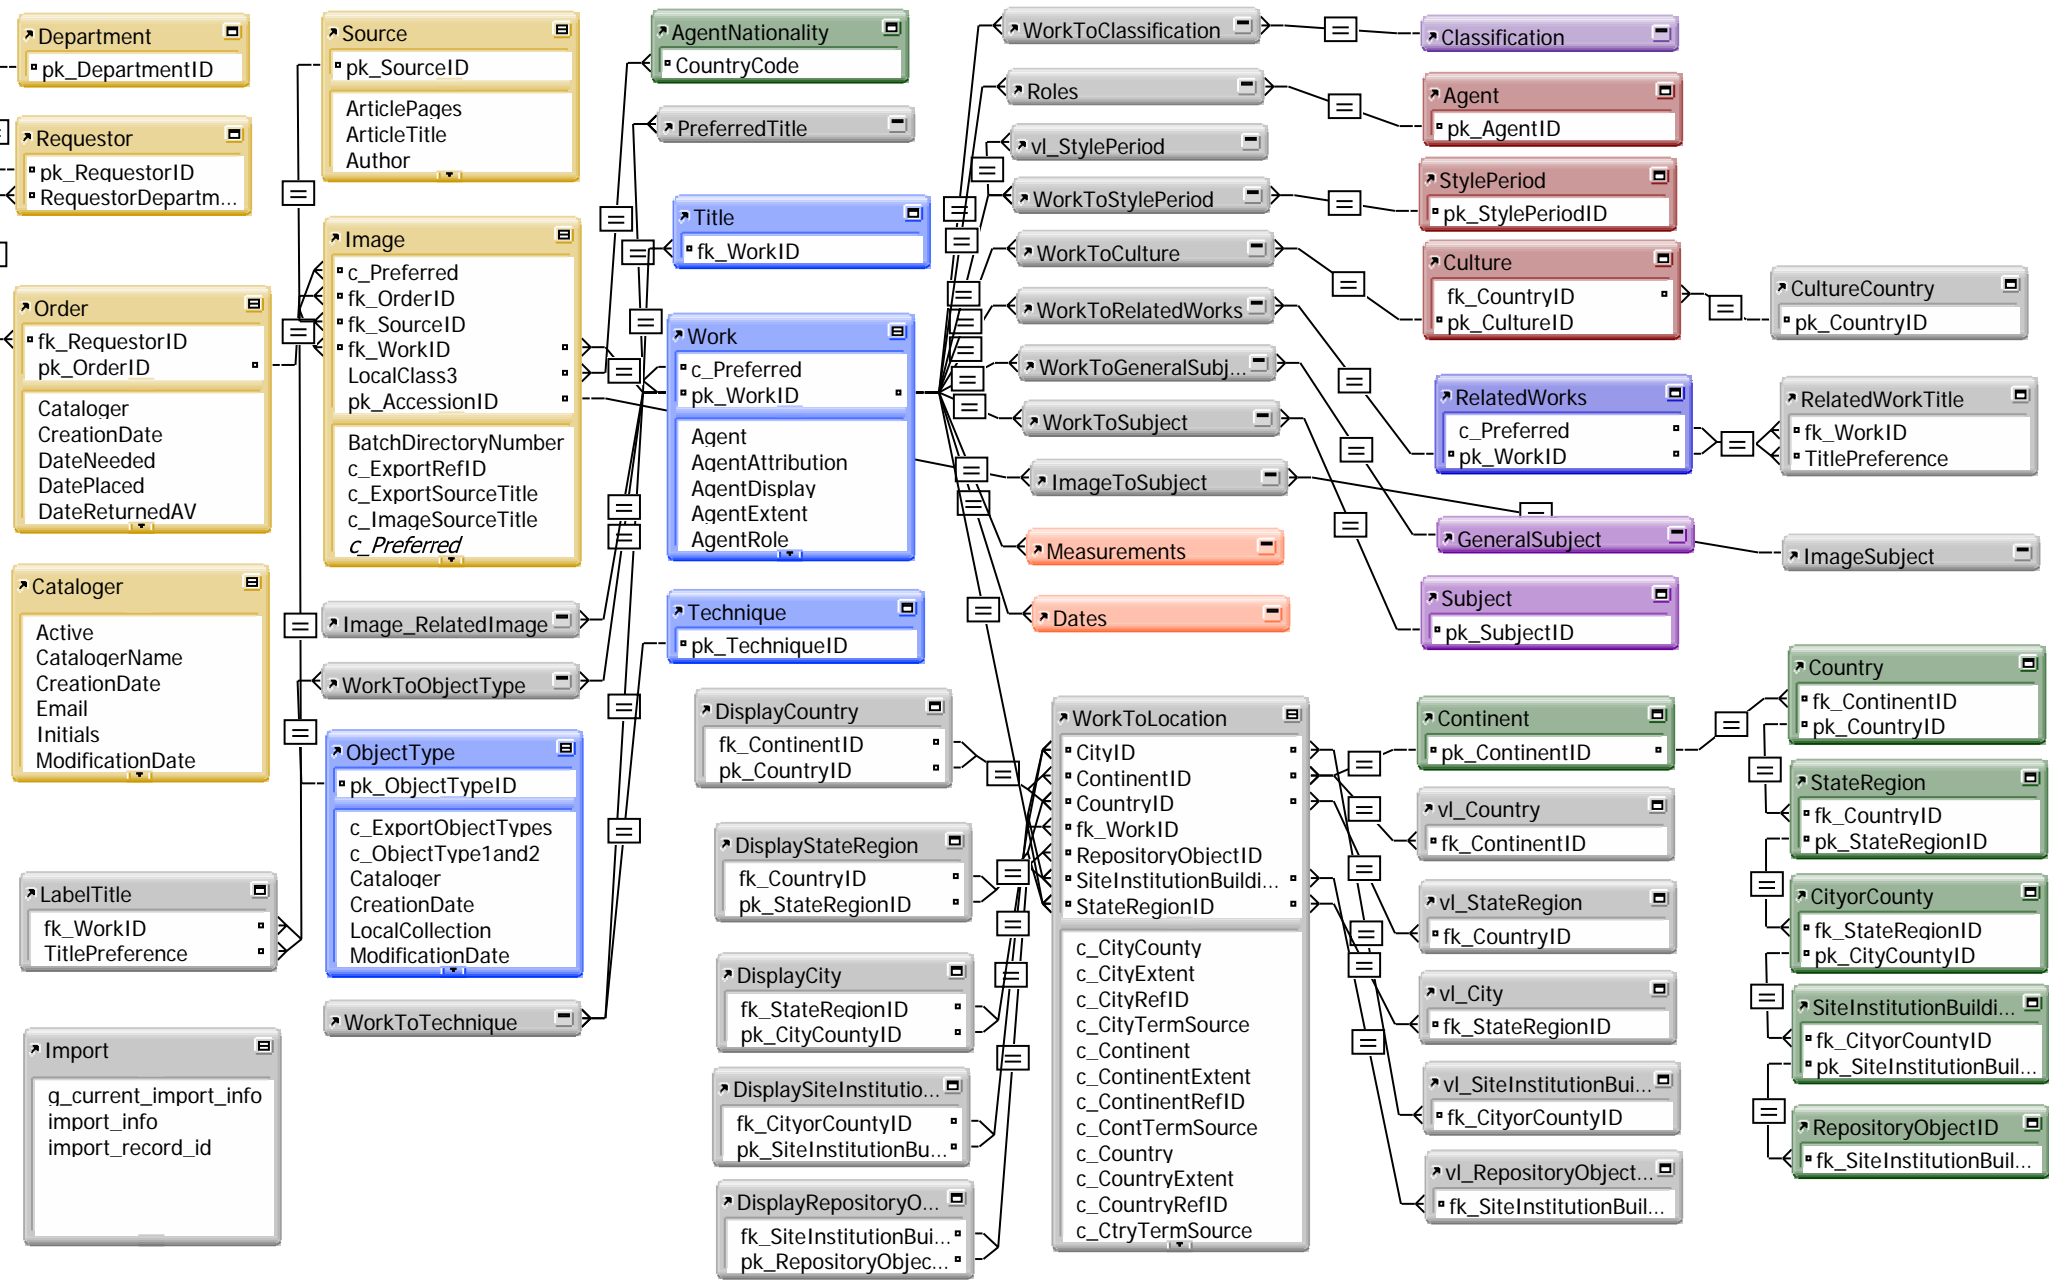 Department
pk_DepartmentID
Requestor
pk_RequestorID
RequestorDepartm...
Order
fk_RequestorID
pk_OrderID
Cataloger
CreationDate
DateNeeded
DatePlaced
DateReturnedAV
Cataloger
Active
CatalogerName
CreationDate
Email
Initials
ModificationDate
LabelTitle
fk_WorkID
TitlePreference
Import
g_current_import_info
import_info
import_record_id
Source
pk_SourceID
ArticlePages
ArticleTitle
Author
Image
c_Preferred
fk_OrderID
fk_SourceID
fk_WorkID
LocalClass3
pk_AccessionID
BatchDirectoryNumber
c_ExportRefID
c_ExportSourceTitle
c_ImageSourceTitle
c_Preferred
Image_RelatedImage
WorkToObjectType
ObjectType
pk_ObjectTypeID
c_ExportObjectTypes
c_ObjectType1and2
Cataloger
CreationDate
LocalCollection
ModificationDate
WorkToTechnique
AgentNationality
CountryCode
PreferredTitle
Title
fk_WorkID
Work
c_Preferred
pk_WorkID
Agent
AgentAttribution
AgentDisplay
AgentExtent
AgentRole
Technique
pk_TechniqueID
DisplayCountry
fk_ContinentID
pk_CountryID
DisplayStateRegion
fk_CountryID
pk_StateRegionID
DisplayCity
fk_StateRegionID
pk_CityCountyID
DisplaySiteInstitutio...
fk_CityorCountyID
pk_SiteInstitutionBu...
DisplayRepositoryO...
fk_SiteInstitutionBui...
pk_RepositoryObjec...
WorkToClassification
Roles
vl_StylePeriod
WorkToStylePeriod
WorkToCulture
WorkToRelatedWorks
WorkToGeneralSubj...
WorkToSubject
ImageToSubject
Measurements
Dates
WorkToLocation
CityID
ContinentID
CountryID
fk_WorkID
RepositoryObjectID
SiteInstitutionBuildi...
StateRegionID
c_CityCounty
c_CityExtent
c_CityRefID
c_CityTermSource
c_Continent
c_ContinentExtent
c_ContinentRefID
c_ContTermSource
c_Country
c_CountryExtent
c_CountryRefID
c_CtryTermSource
Classification
Agent
pk_AgentID
StylePeriod
pk_StylePeriodID
Culture
fk_CountryID
pk_CultureID
RelatedWorks
c_Preferred
pk_WorkID
GeneralSubject
Subject
pk_SubjectID
Continent
pk_ContinentID
vl_Country
fk_ContinentID
vl_StateRegion
fk_CountryID
vl_City
fk_StateRegionID
vl_SiteInstitutionBui...
fk_CityorCountyID
vl_RepositoryObject...
fk_SiteInstitutionBuil...
CultureCountry
pk_CountryID
RelatedWorkTitle
fk_WorkID
TitlePreference
ImageSubject
Country
fk_ContinentID
pk_CountryID
StateRegion
fk_CountryID
pk_StateRegionID
CityorCounty
fk_StateRegionID
pk_CityCountyID
SiteInstitutionBuildi...
fk_CityorCountyID
pk_SiteInstitutionBuil...
RepositoryObjectID
fk_SiteInstitutionBuil...